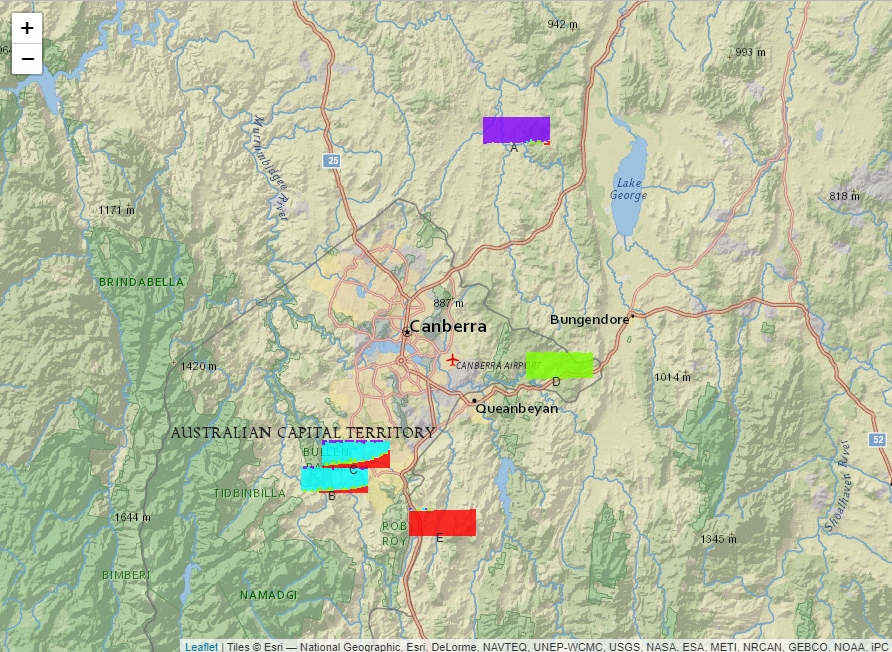 +
−
942 m
993 m
25
Murrumbidgee River
A
Lake
George
818 m
1171 m
BRINDABELLA
887 m
Canberra
Bungendore
CANBERRA AIRPORT
1420 m
D
1014 m
Queanbeyan
AUSTRALIAN CAPITAL TERRITORY
52
BULLEN
C
TIDBINBILLA
B
Shoalhaven River
1644 m
ROB
ROY
E
1345 m
BIMBERI
NAMADGI
Leaflet | Tiles © Esri — National Geographic, Esri, DeLorme, NAVTEQ, UNEP-WCMC, USGS, NASA, ESA, METI, NRCAN, GEBCO, NOAA, iPC